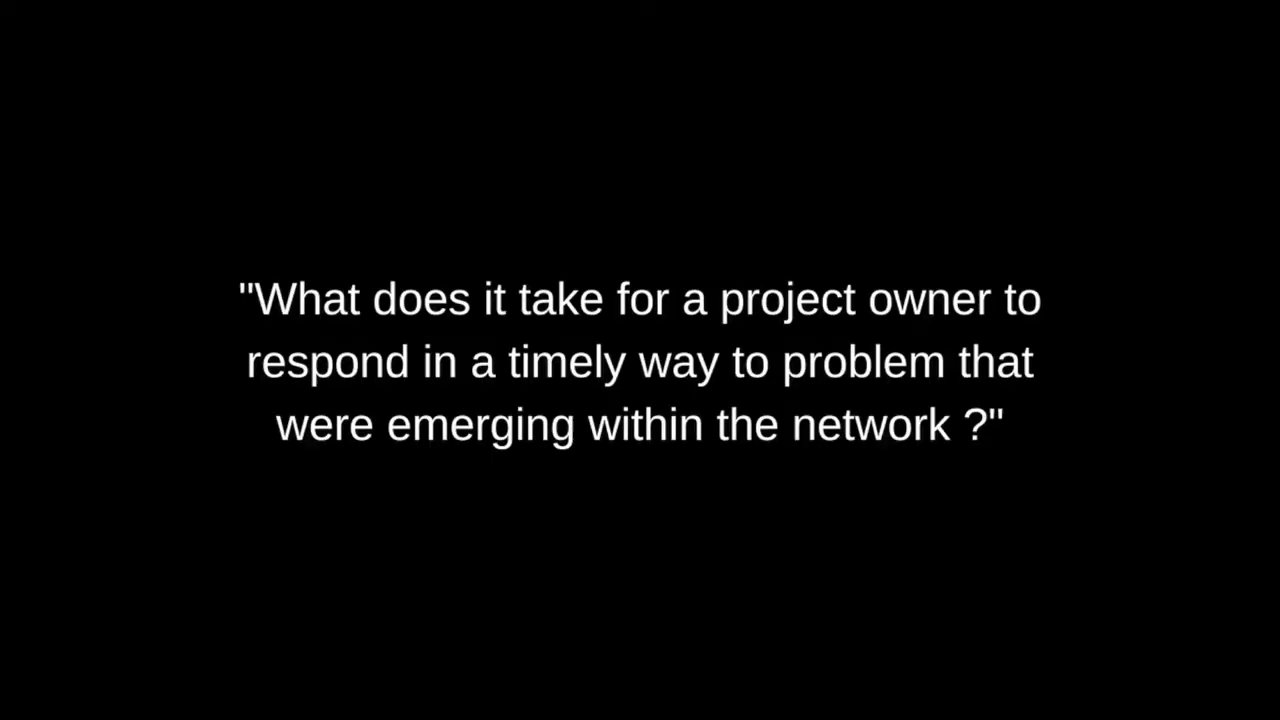 "What does it take for a project owner to
respond in a timely way to problem that
were emerging within the network ?"